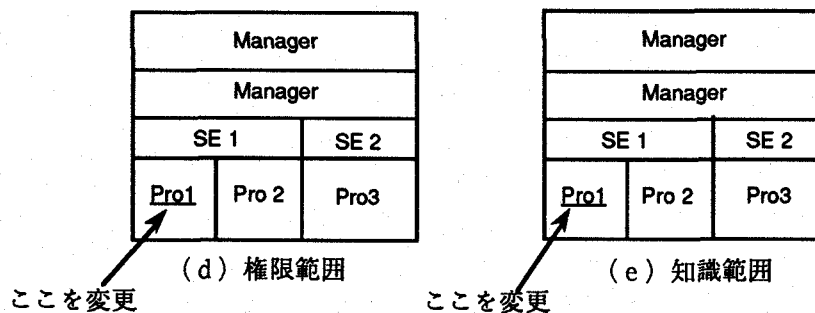 Manager
Manager
SE 1
SE 2
Pro1
Pro 2
Pro3
(d) 権限範囲
ここを変更
Manager
Manager
SE 1
SE 2
Pro1
Pro 2
Pro3
(e) 知識範囲
ここを変更